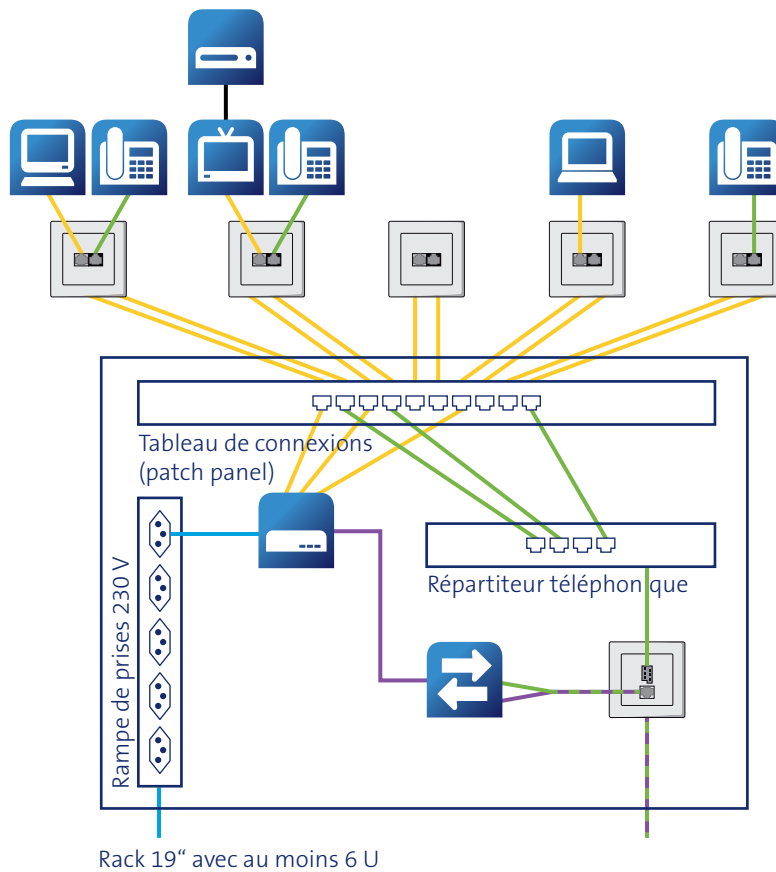 Tableau de connexions
(patch panel)
Rampe de prises 230 V
Répartiteur téléphonique
Rack 19“ avec au moins 6 U